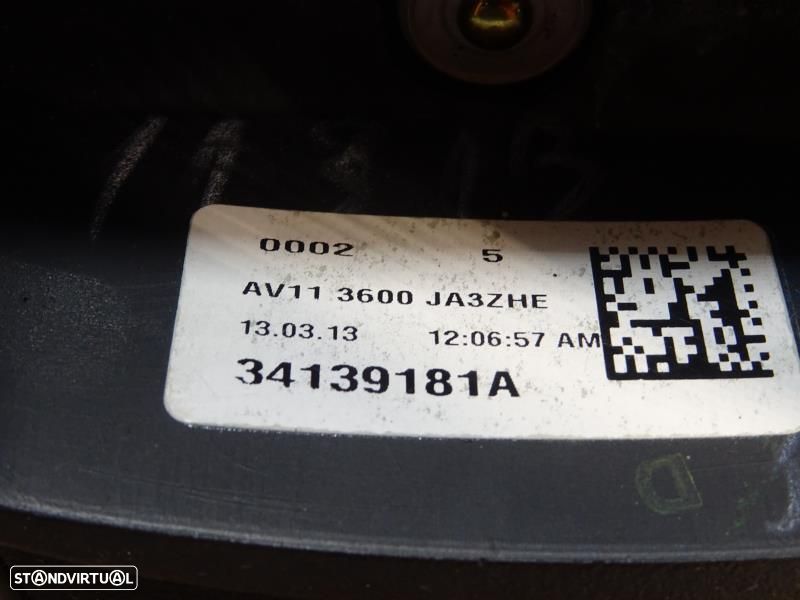 0002 5
AV11 3600 JA3ZHE
13.03.13 12:06:57 AM
34139181A
D
STANDVIRTUAL